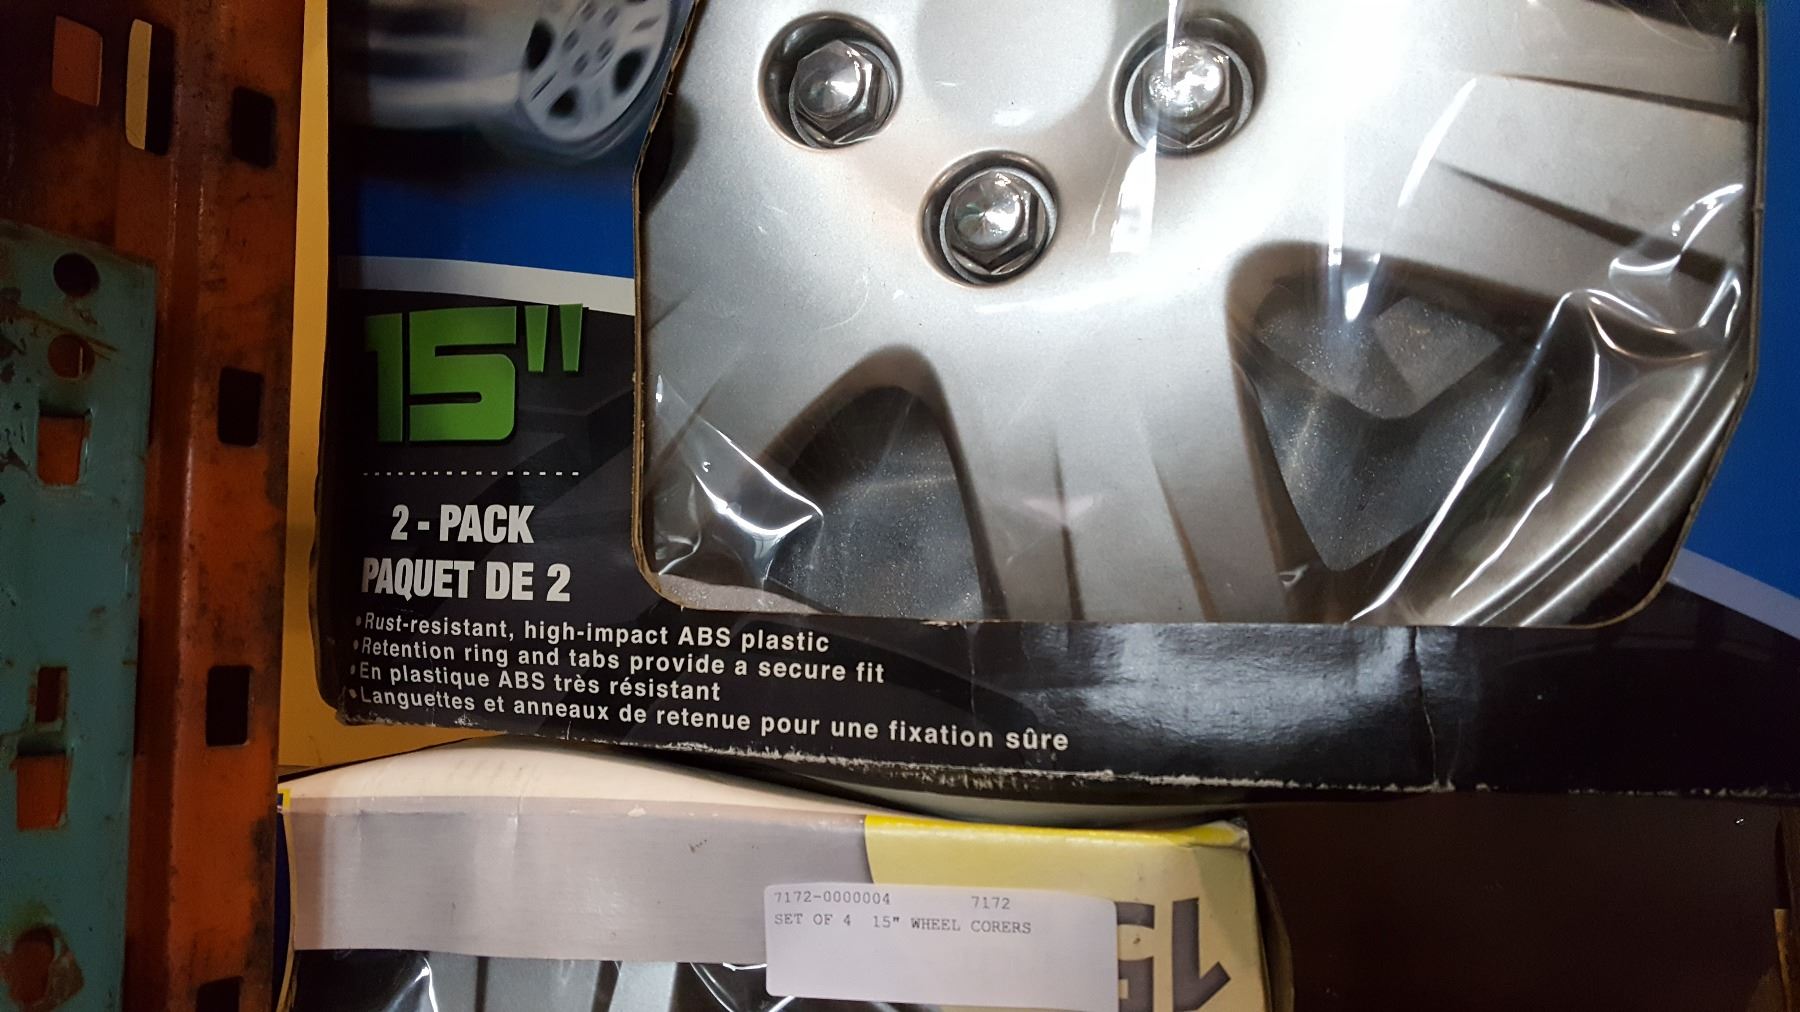 15"
2 - PACK
PAQUET DE 2
•Rust-resistant, high-impact ABS plastic
•Retention ring and tabs provide a secure fit
•En plastique ABS très résistant
•Languettes et anneaux de retenue pour une fixation sûre
7172-0000004 7172
SET OF 4 15" WHEEL CORERS
15